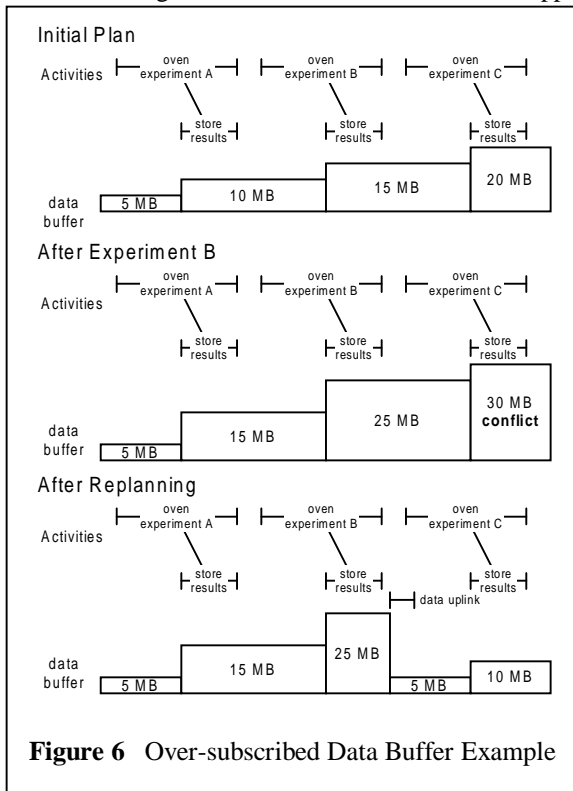 Initial Plan
Activities
oven experiment A
oven experiment B
oven experiment C
store results
store results
store results
data buffer
5 MB
10 MB
15 MB
20 MB
After Experiment B
Activities
oven experiment A
oven experiment B
oven experiment C
store results
store results
store results
data buffer
5 MB
15 MB
25 MB
30 MB
conflict
After Replanning
Activities
oven experiment A
oven experiment B
oven experiment C
store results
store results
store results
data uplink
data buffer
5 MB
15 MB
25 MB
5 MB
10 MB
Figure 6 Over-subscribed Data Buffer Example